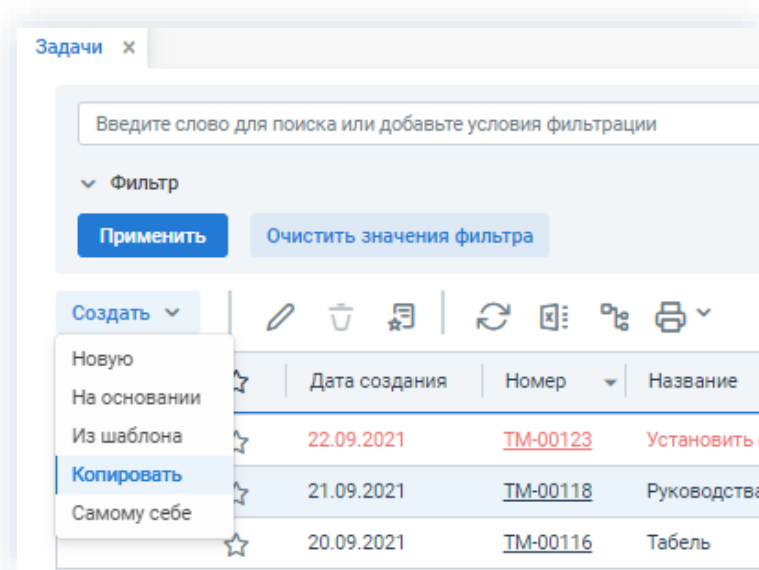 Задачи
Введите слово для поиска или добавьте условия фильтрации
Фильтр
Применить Очистить значения фильтра
Создать
Новую
На основании
Из шаблона
Копировать
Самому себе
Дата создания Номер Название
22.09.2021 ТМ-00123 Установить
21.09.2021 ТМ-00118 Руководства
20.09.2021 ТМ-00116 Табель